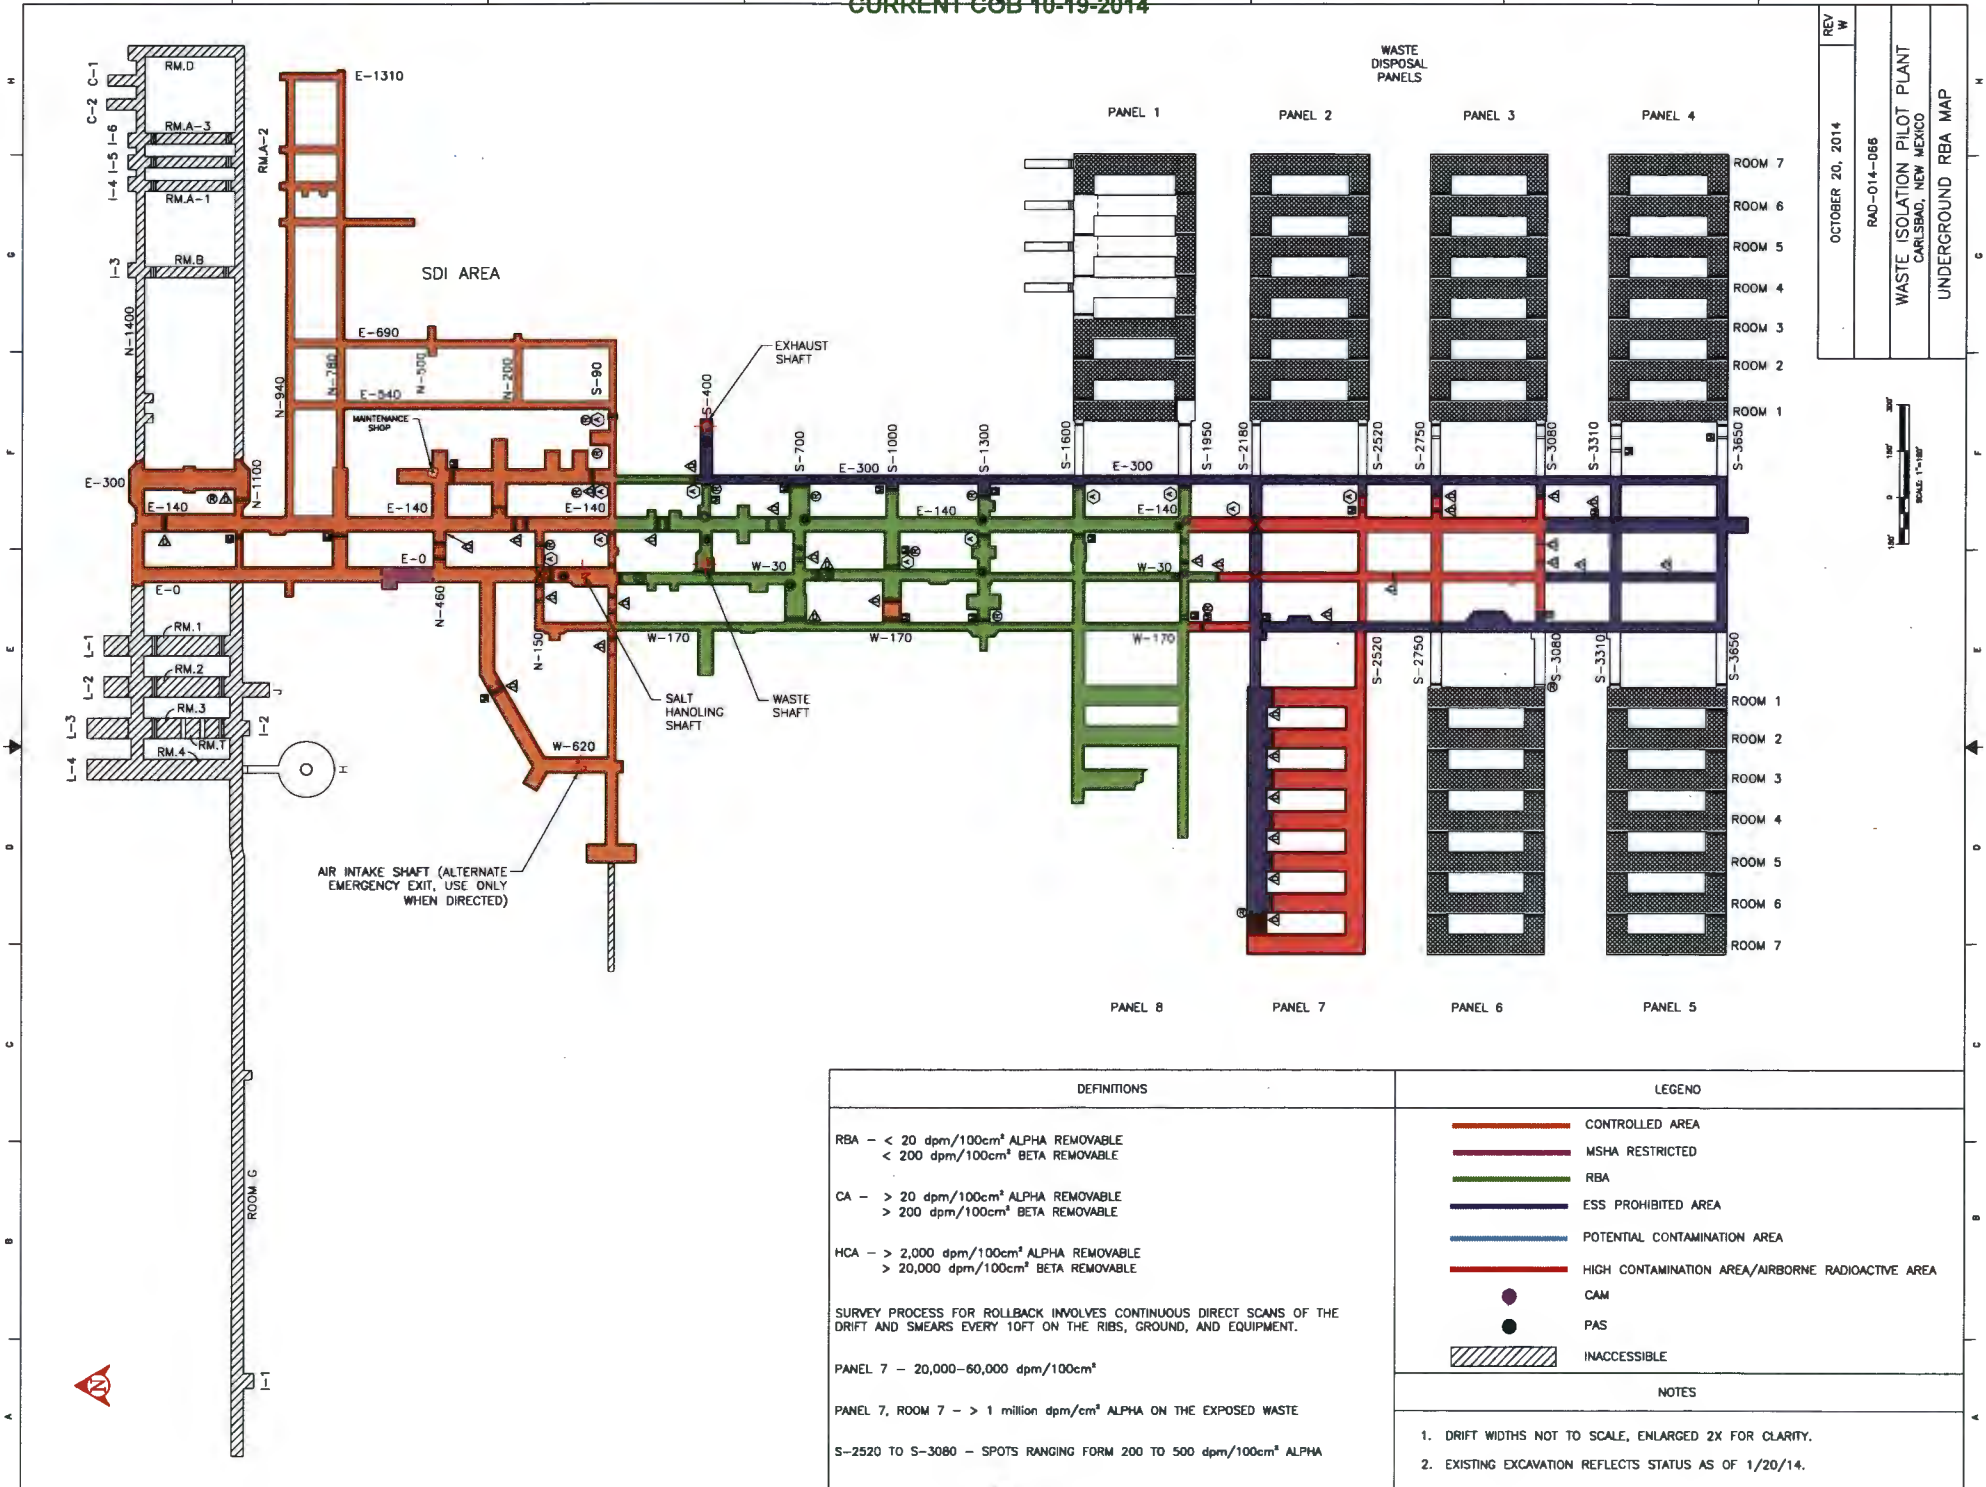 CURRENT COB 10-19-2014
REV
W
OCTOBER 20, 2014
RAD-014-066
WASTE ISOLATION PILOT PLANT
CARLSBAD, NEW MEXICO
UNDERGROUND RBA MAP
300'
150'
0
150'
SCALE: 1"=150'
WASTE
DISPOSAL
PANELS
PANEL 1
PANEL 2
PANEL 3
PANEL 4
ROOM 7
ROOM 6
ROOM 5
ROOM 4
ROOM 3
ROOM 2
ROOM 1
C-1
C-2
I-6
I-5
I-4
I-3
RM.D
RM.A-3
RM.A-1
RM.B
RM.A-2
E-1310
N-1400
SDI AREA
E-690
N-940
N-780
N-500
N-200
S-90
E-540
MAINTENANCE
SHOP
EXHAUST
SHAFT
S-400
S-700
S-1000
S-1300
S-1600
S-1950
S-2180
S-2520
S-2750
S-3080
S-3310
S-3650
E-300
N-1100
E-300
E-300
E-140
E-140
E-140
E-140
E-140
E-0
E-0
W-30
W-30
N-460
N-150
W-170
W-170
W-170
S-2520
S-2750
S-3080
S-3310
S-3650
L-1
L-2
L-3
L-4
RM.1
RM.2
RM.3
RM.T
RM.4
J
I-2
H
W-620
SALT
HANDLING
SHAFT
WASTE
SHAFT
AIR INTAKE SHAFT (ALTERNATE
EMERGENCY EXIT, USE ONLY
WHEN DIRECTED)
ROOM 1
ROOM 2
ROOM 3
ROOM 4
ROOM 5
ROOM 6
ROOM 7
PANEL 8
PANEL 7
PANEL 6
PANEL 5
ROOM G
I-1
N
DEFINITIONS
RBA - < 20 dpm/100cm² ALPHA REMOVABLE
< 200 dpm/100cm² BETA REMOVABLE
CA - > 20 dpm/100cm² ALPHA REMOVABLE
> 200 dpm/100cm² BETA REMOVABLE
HCA - > 2,000 dpm/100cm² ALPHA REMOVABLE
> 20,000 dpm/100cm² BETA REMOVABLE
SURVEY PROCESS FOR ROLLBACK INVOLVES CONTINUOUS DIRECT SCANS OF THE
DRIFT AND SMEARS EVERY 10FT ON THE RIBS, GROUND, AND EQUIPMENT.
PANEL 7 - 20,000-60,000 dpm/100cm²
PANEL 7, ROOM 7 - > 1 million dpm/cm² ALPHA ON THE EXPOSED WASTE
S-2520 TO S-3080 - SPOTS RANGING FORM 200 TO 500 dpm/100cm² ALPHA
LEGEND
CONTROLLED AREA
MSHA RESTRICTED
RBA
ESS PROHIBITED AREA
POTENTIAL CONTAMINATION AREA
HIGH CONTAMINATION AREA/AIRBORNE RADIOACTIVE AREA
CAM
PAS
INACCESSIBLE
NOTES
1. DRIFT WIDTHS NOT TO SCALE, ENLARGED 2X FOR CLARITY.
2. EXISTING EXCAVATION REFLECTS STATUS AS OF 1/20/14.